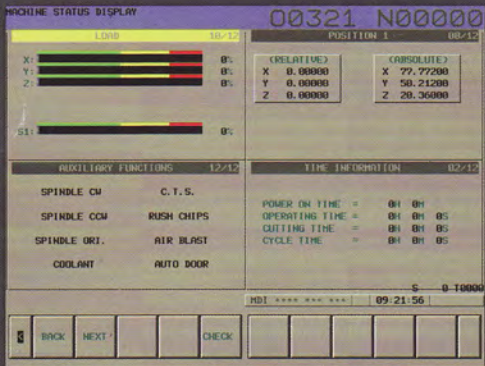 MACHINE STATUS DISPLAY
O0321 N00000
LOAD 10/12
X: 0%
Y: 0%
Z: 0%
S1: 0%
POSITION 1 08/12
(RELATIVE) (ABSOLUTE)
X 0.00000 X 77.77200
Y 0.00000 Y 50.21200
Z 0.00000 Z 20.36000
AUXILIARY FUNCTIONS 12/12
SPINDLE CW C.T.S.
SPINDLE CCW RUSH CHIPS
SPINDLE ORI. AIR BLAST
COOLANT AUTO DOOR
TIME INFORMATION 02/12
POWER ON TIME = 0H 0M
OPERATING TIME = 0H 0M 0S
CUTTING TIME = 0H 0M 0S
CYCLE TIME = 0H 0M 0S
S 0 T0000
MDI **** *** *** 09:21:56
BACK NEXT CHECK